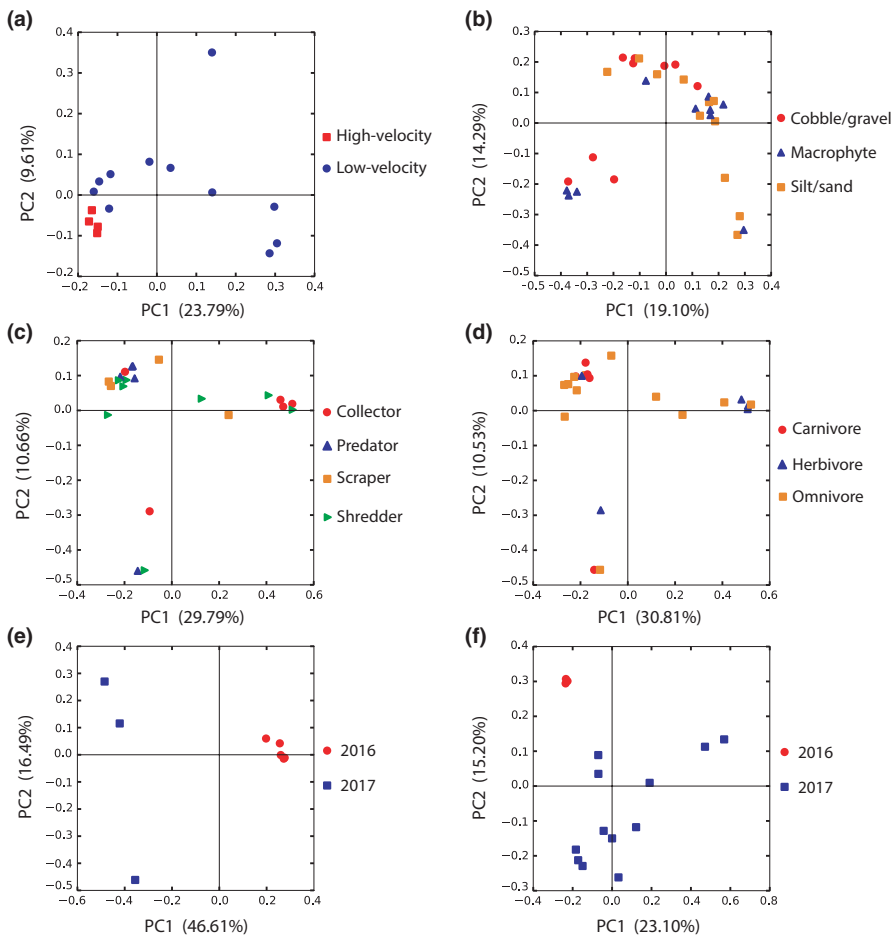 (a)
0.4
0.3
0.2
0.1
0.0
−0.1
−0.2
−0.2 −0.1 0.0 0.1 0.2 0.3 0.4
PC2 (9.61%)
PC1 (23.79%)
High-velocity
Low-velocity
(b)
0.4
0.3
0.2
0.1
0.0
−0.1
−0.2
−0.3
−0.4
−0.5
−0.5 −0.4 −0.3 −0.2 −0.1 0.0 0.1 0.2 0.3 0.4
PC2 (14.29%)
PC1 (19.10%)
Cobble/gravel
Macrophyte
Silt/sand
(c)
0.2
0.1
0.0
−0.1
−0.2
−0.3
−0.4
−0.5
−0.4 −0.2 0.0 0.2 0.4 0.6
PC2 (10.66%)
PC1 (29.79%)
Collector
Predator
Scraper
Shredder
(d)
0.2
0.1
0.0
−0.1
−0.2
−0.3
−0.4
−0.5
−0.4 −0.2 0.0 0.2 0.4 0.6
PC2 (10.53%)
PC1 (30.81%)
Carnivore
Herbivore
Omnivore
(e)
0.4
0.3
0.2
0.1
0.0
−0.1
−0.2
−0.3
−0.4
−0.5
−0.6 −0.4 −0.2 0.0 0.2 0.4
PC2 (16.49%)
PC1 (46.61%)
2016
2017
(f)
0.4
0.3
0.2
0.1
0.0
−0.1
−0.2
−0.3
−0.4 −0.2 0.0 0.2 0.4 0.6 0.8
PC2 (15.20%)
PC1 (23.10%)
2016
2017